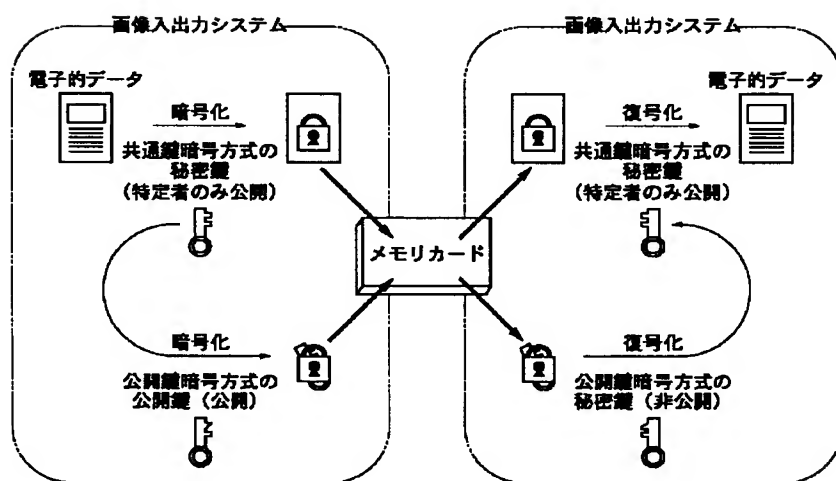 画像入出力システム
電子的データ
暗号化
共通鍵暗号方式の
秘密鍵
(特定者のみ公開)
暗号化
公開鍵暗号方式の
公開鍵(公開)
メモリカード
画像入出力システム
電子的データ
復号化
共通鍵暗号方式の
秘密鍵
(特定者のみ公開)
復号化
公開鍵暗号方式の
秘密鍵(非公開)